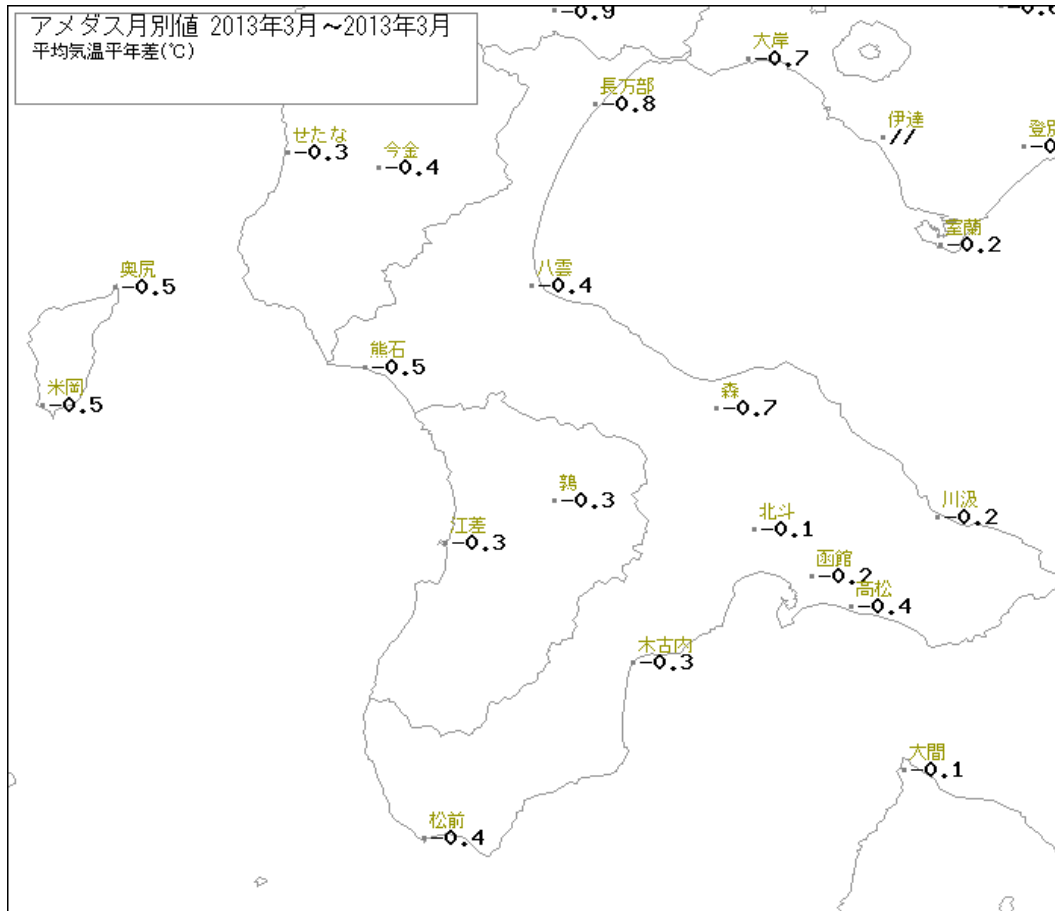 アメダス月別値 2013年3月～2013年3月
平均気温平年差(℃)
-0.9
大岸
-0.7
長万部
-0.8
伊達
//
せたな
-0.3
今金
-0.4
室蘭
-0.2
奥尻
-0.5
八雲
-0.4
熊石
-0.5
米岡
-0.5
森
-0.7
鶉
-0.3
川汲
-0.2
北斗
-0.1
江差
-0.3
函館
-0.2
高松
-0.4
木古内
-0.3
大間
-0.1
松前
-0.4